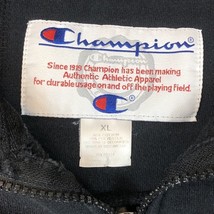 Champion
Since 1919 Champion has been making
Authentic Athletic Apparel
for durable usage on and off the playing field.
XL